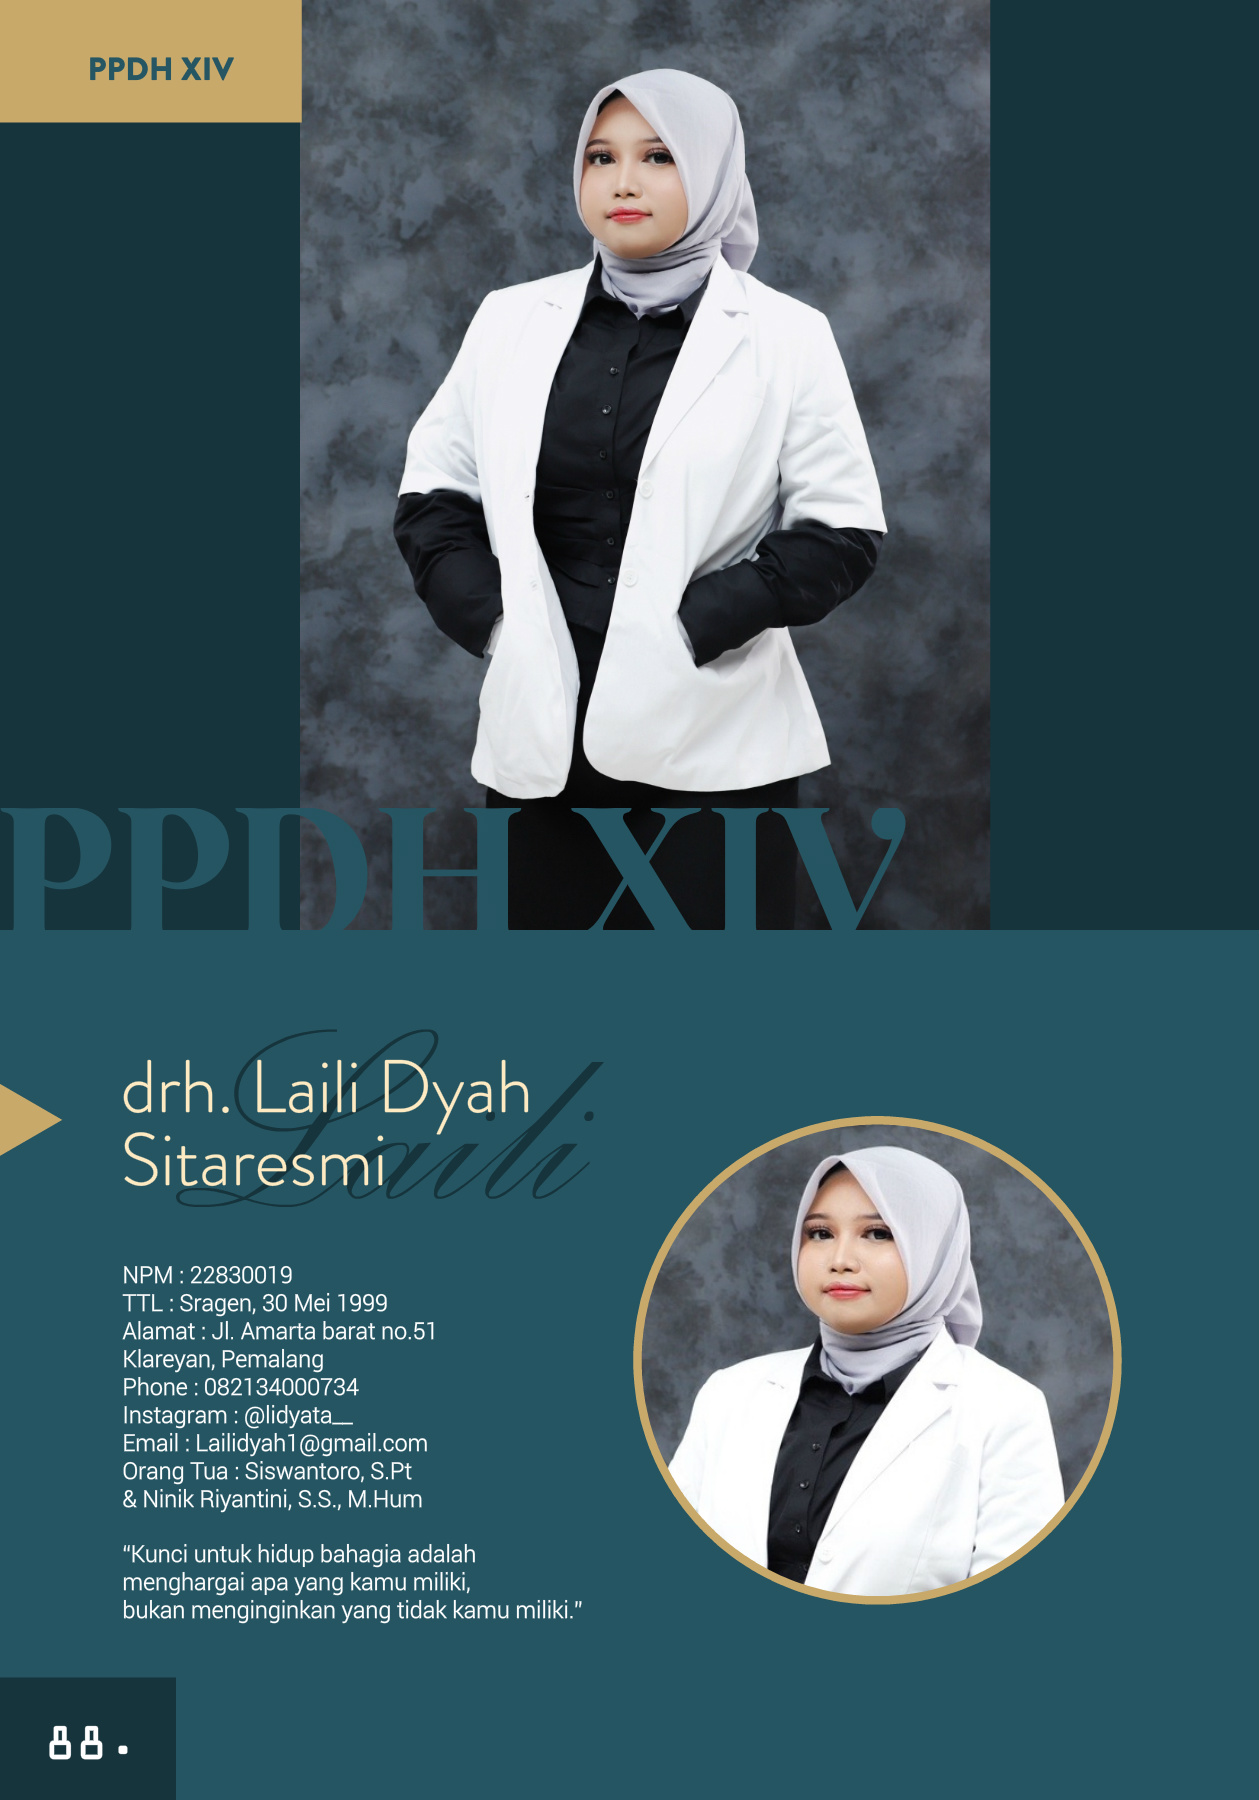 PPDH XIV
PPDH XIV
drh. Laili Dyah
Sitaresmi
Laili
NPM : 22830019
TTL : Sragen, 30 Mei 1999
Alamat : Jl. Amarta barat no.51
Klareyan, Pemalang
Phone : 082134000734
Instagram : @lidyata__
Email : Lailidyah1@gmail.com
Orang Tua : Siswantoro, S.Pt
& Ninik Riyantini, S.S., M.Hum
“Kunci untuk hidup bahagia adalah
menghargai apa yang kamu miliki,
bukan menginginkan yang tidak kamu miliki.”
88.